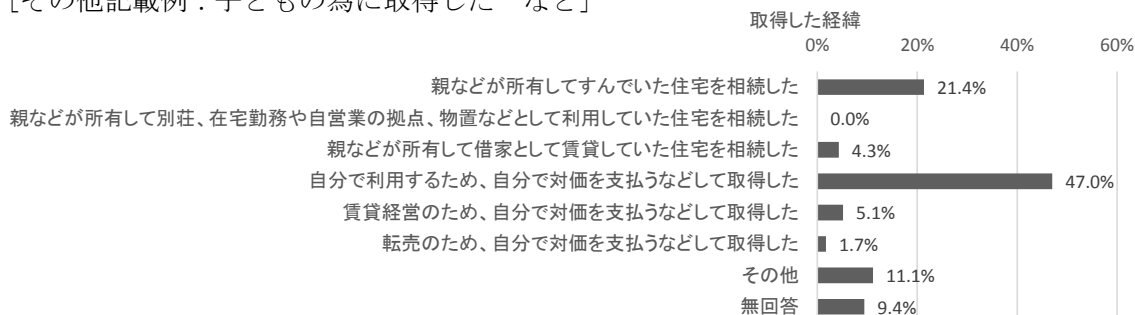 [その他記載例：子どもの為に取得した など]
取得した経緯
0% 20% 40% 60%
親などが所有してすんでいた住宅を相続した 21.4%
親などが所有して別荘、在宅勤務や自営業の拠点、物置などとして利用していた住宅を相続した 0.0%
親などが所有して借家として賃貸していた住宅を相続した 4.3%
自分で利用するため、自分で対価を支払うなどして取得した 47.0%
賃貸経営のため、自分で対価を支払うなどして取得した 5.1%
転売のため、自分で対価を支払うなどして取得した 1.7%
その他 11.1%
無回答 9.4%